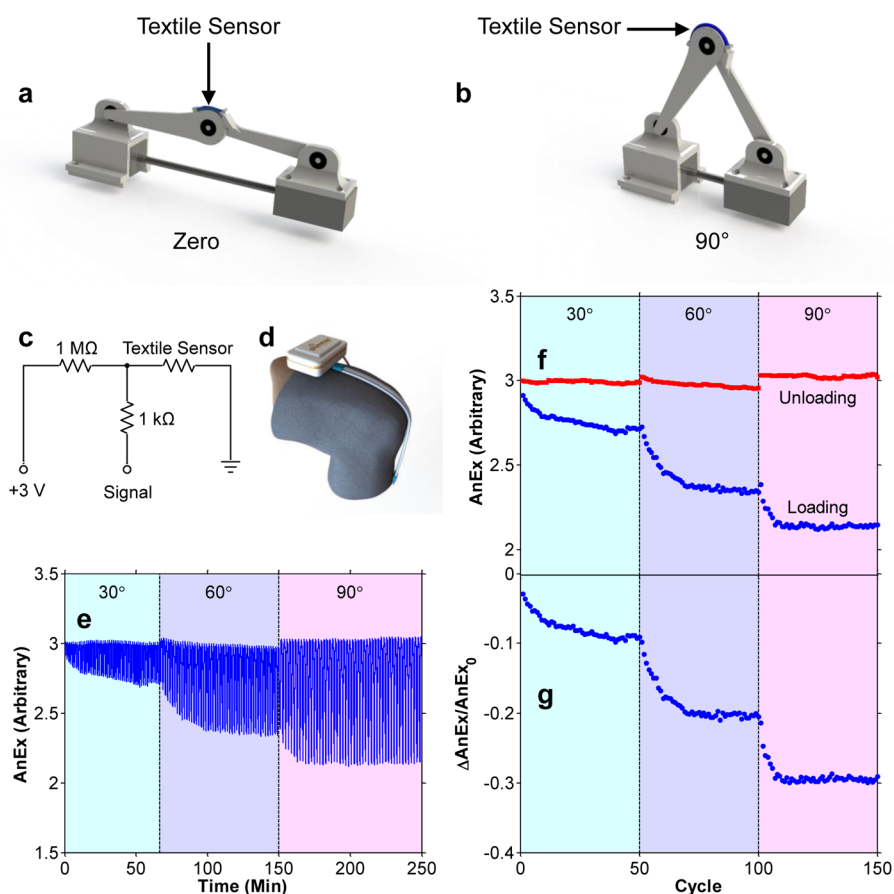 Textile Sensor
a
Zero
Textile Sensor
b
90°
c
1 MΩ
Textile Sensor
1 kΩ
+3 V
Signal
d
e
30°
60°
90°
3.5
3
2.5
2
1.5
AnEx (Arbitrary)
0
50
100
150
200
250
Time (Min)
f
30°
60°
90°
3.5
3
2.5
2
AnEx (Arbitrary)
Unloading
Loading
g
0
-0.1
-0.2
-0.3
-0.4
ΔAnEx/AnEx₀
0
50
100
150
Cycle